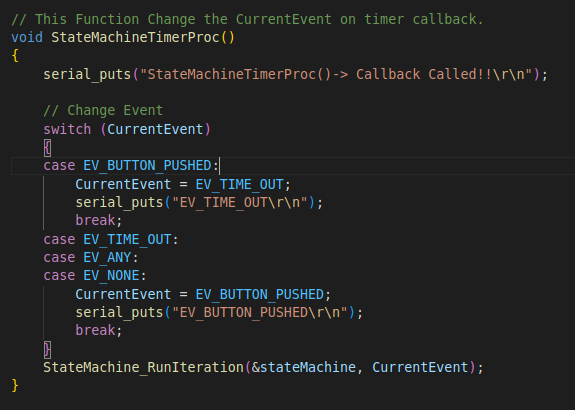 // This Function Change the CurrentEvent on timer callback.
void StateMachineTimerProc()
{
    serial_puts("StateMachineTimerProc()-> Callback Called!!\r\n");

    // Change Event
    switch (CurrentEvent)
    {
    case EV_BUTTON_PUSHED:
        CurrentEvent = EV_TIME_OUT;
        serial_puts("EV_TIME_OUT\r\n");
        break;
    case EV_TIME_OUT:
    case EV_ANY:
    case EV_NONE:
        CurrentEvent = EV_BUTTON_PUSHED;
        serial_puts("EV_BUTTON_PUSHED\r\n");
        break;
    }
    StateMachine_RunIteration(&stateMachine, CurrentEvent);
}